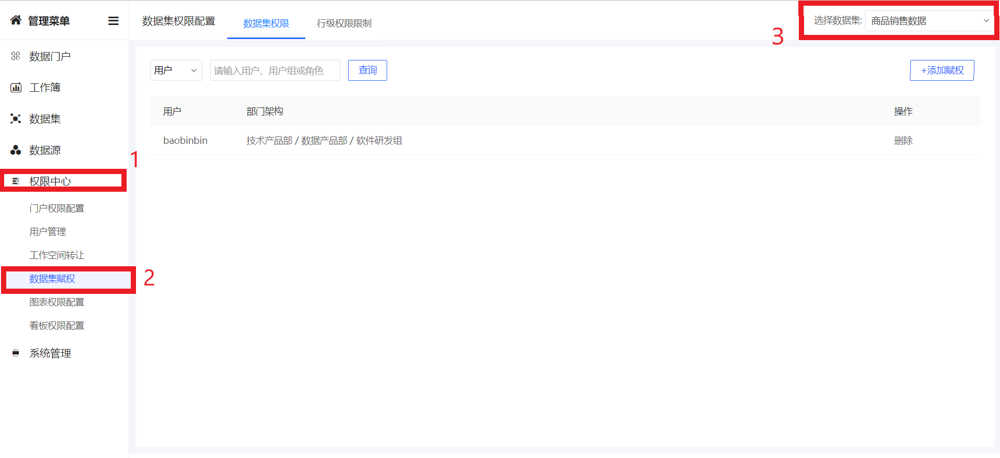 管理菜单
数据门户
工作簿
数据集
数据源
1
权限中心
门户权限配置
用户管理
工作空间转让
数据集赋权
2
图表权限配置
看板权限配置
系统管理
数据集权限配置 数据集权限 行级权限限制
3
选择数据集: 商品销售数据
用户 请输入用户、用户组或角色 查询 +添加赋权
用户 部门架构 操作
baobinbin 技术产品部 / 数据产品部 / 软件研发组 删除